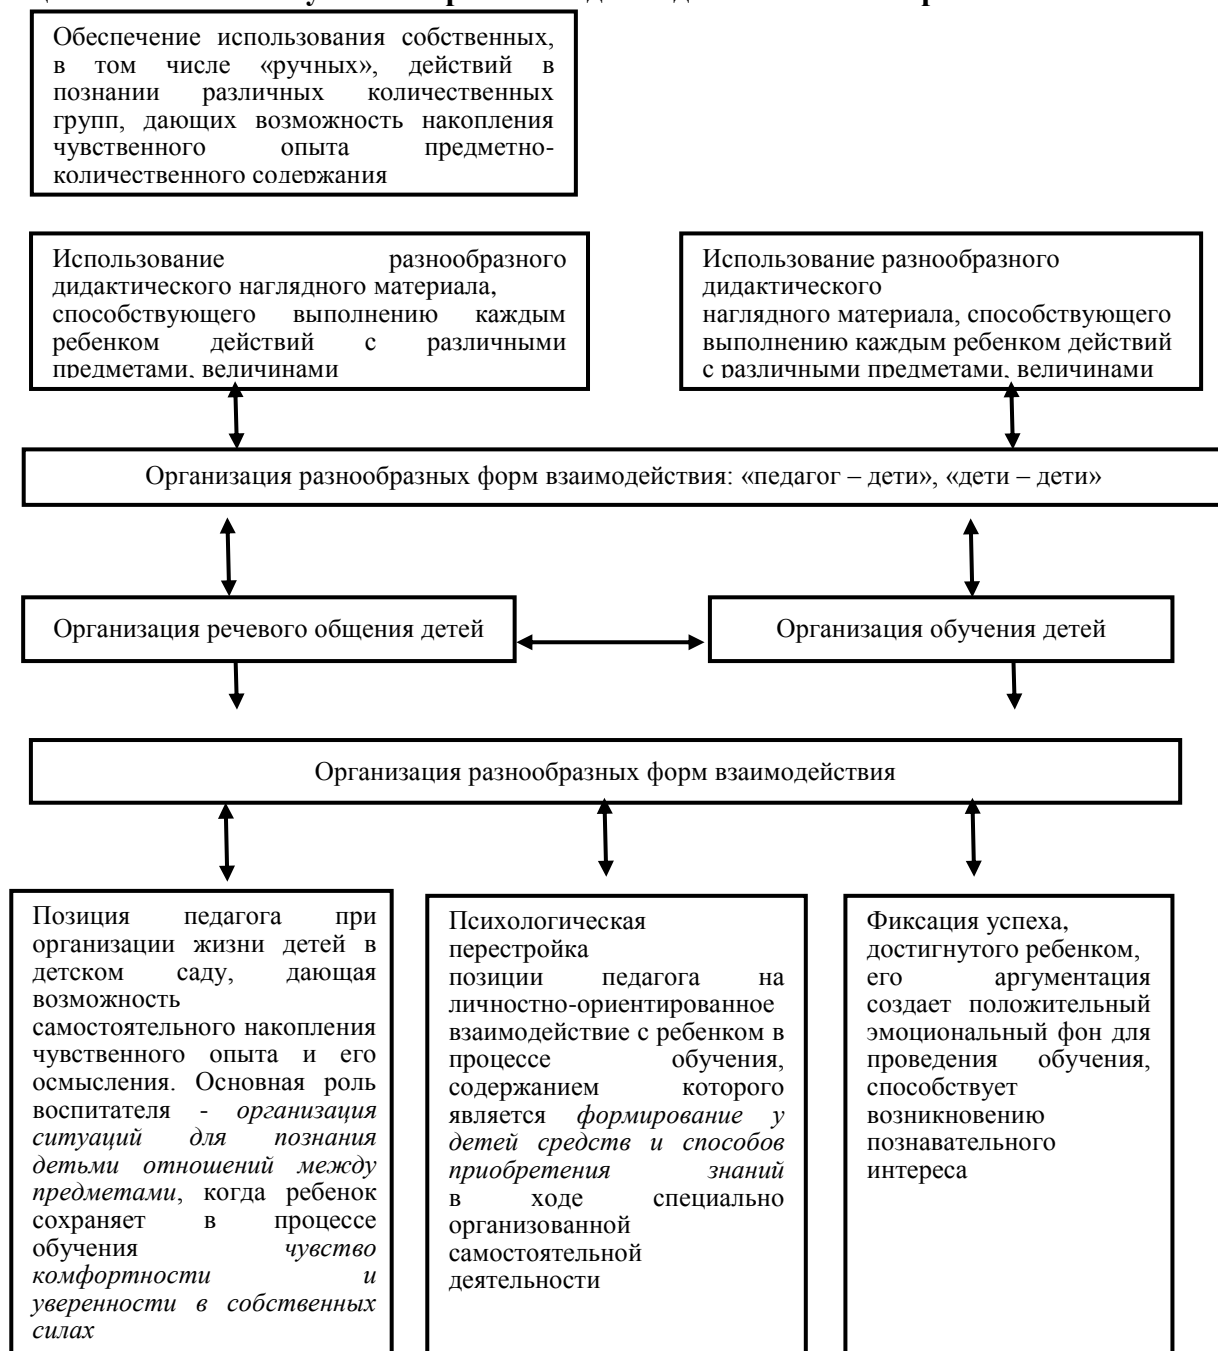 Обеспечение использования собственных,
в том числе «ручных», действий в
познании различных количественных
групп, дающих возможность накопления
чувственного опыта предметно-
количественного содержания
Использование разнообразного
дидактического наглядного материала,
способствующего выполнению каждым
ребенком действий с различными
предметами, величинами
Использование разнообразного
дидактического
наглядного материала, способствующего
выполнению каждым ребенком действий
с различными предметами, величинами
Организация разнообразных форм взаимодействия: «педагог – дети», «дети – дети»
Организация речевого общения детей
Организация обучения детей
Организация разнообразных форм взаимодействия
Позиция педагога при
организации жизни детей в
детском саду, дающая
возможность
самостоятельного накопления
чувственного опыта и его
осмысления. Основная роль
воспитателя - организация
ситуаций для познания
детьми отношений между
предметами, когда ребенок
сохраняет в процессе
обучения чувство
комфортности и
уверенности в собственных
силах
Психологическая
перестройка
позиции педагога на
личностно-ориентированное
взаимодействие с ребенком в
процессе обучения,
содержанием которого
является формирование у
детей средств и способов
приобретения знаний
в ходе специально
организованной
самостоятельной
деятельности
Фиксация успеха,
достигнутого ребенком,
его аргументация
создает положительный
эмоциональный фон для
проведения обучения,
способствует
возникновению
познавательного
интереса